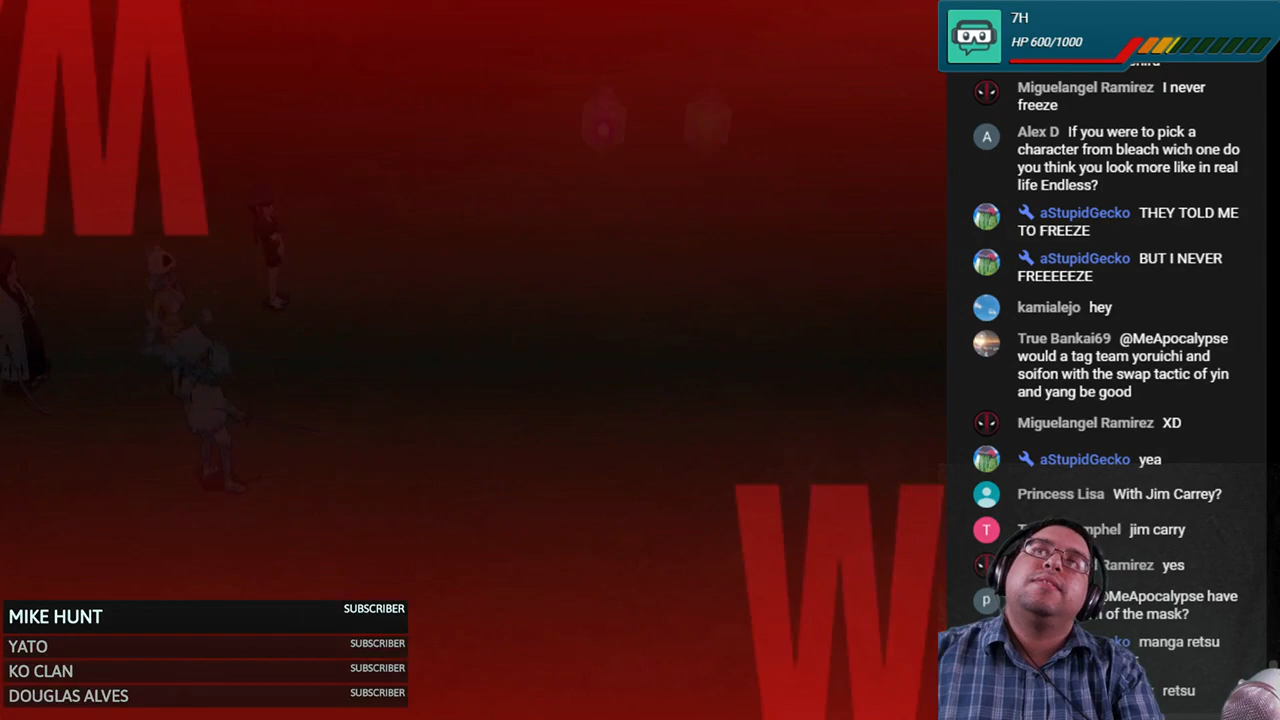 M
W
7H
HP 600/1000
Miguelangel Ramirez I never
freeze
A
Alex D If you were to pick a
character from bleach wich one do
you think you look more like in real
life Endless?
aStupidGecko THEY TOLD ME
TO FREEZE
aStupidGecko BUT I NEVER
FREEEEEZE
kamialejo hey
True Bankai69 @MeApocalypse
would a tag team yoruichi and
soifon with the swap tactic of yin
and yang be good
Miguelangel Ramirez XD
aStupidGecko yea
Princess Lisa With Jim Carrey?
T
jim carry
Ramirez yes
p
MeApocalypse have
of the mask?
manga retsu
retsu
MIKE HUNT SUBSCRIBER
YATO SUBSCRIBER
KO CLAN SUBSCRIBER
DOUGLAS ALVES SUBSCRIBER